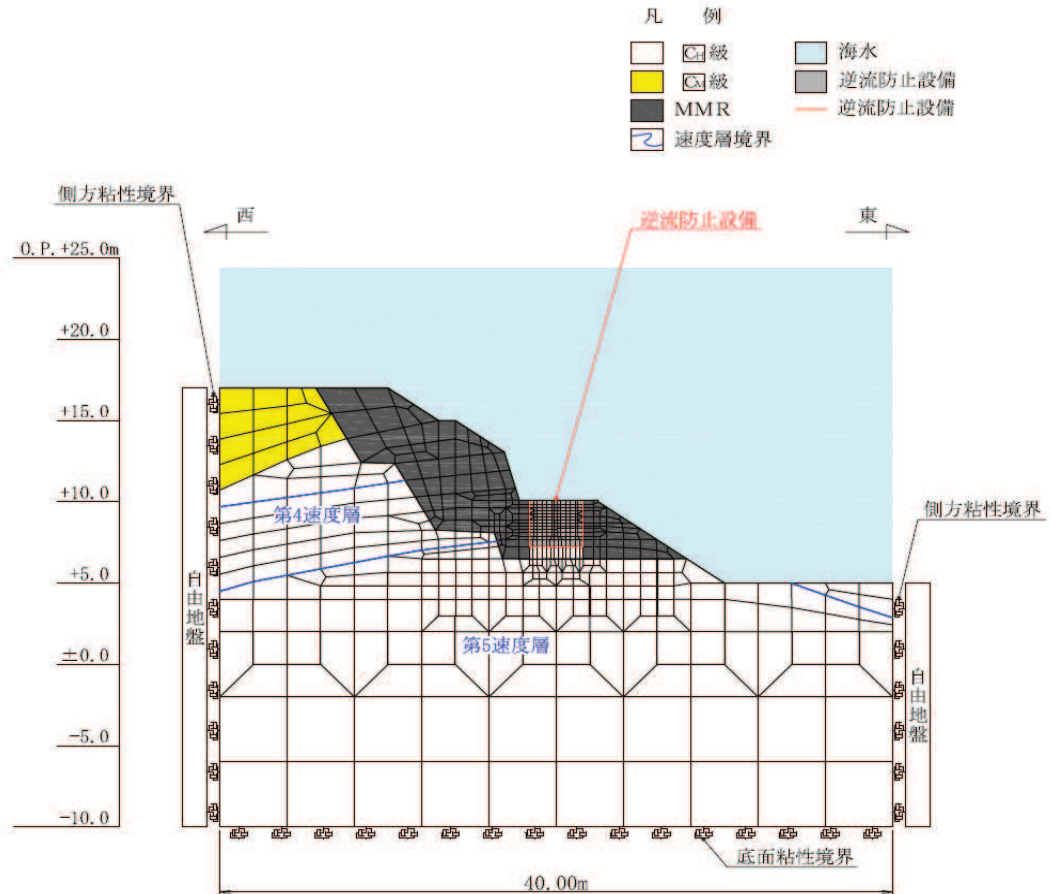 凡 例
CH級
海水
CM級
逆流防止設備
MMR
逆流防止設備
速度層境界
側方粘性境界
西
逆流防止設備
東
O.P.+25.0m
+20.0
+15.0
+10.0
+5.0
±0.0
-5.0
-10.0
第4速度層
側方粘性境界
自由地盤
第5速度層
自由地盤
底面粘性境界
40.00m